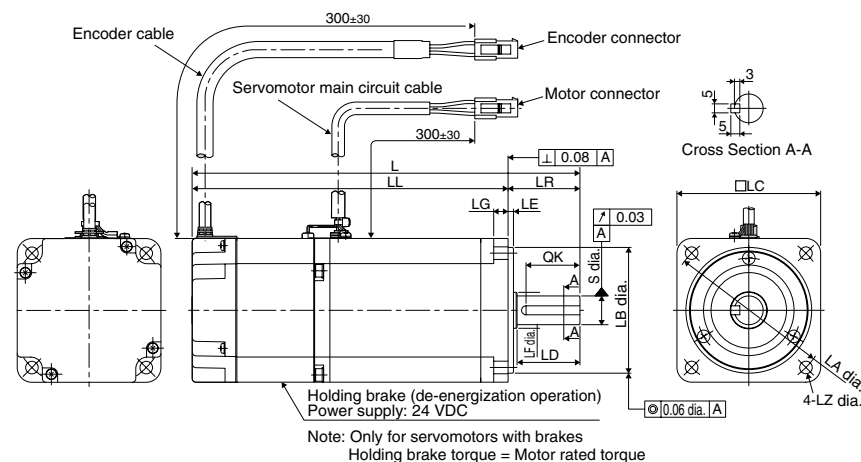 300±30
Encoder cable
Encoder connector
Servomotor main circuit cable
Motor connector
300±30
3
5
5
Cross Section A-A
⊥ 0.08 A
L
LL
LR
□LC
LG
LE
↗ 0.03
A
QK
S dia.
A
LB dia.
A
LF dia.
LD
LA dia.
4-LZ dia.
Holding brake (de-energization operation)
Power supply: 24 VDC
◎ 0.06 dia. A
Note: Only for servomotors with brakes
Holding brake torque = Motor rated torque